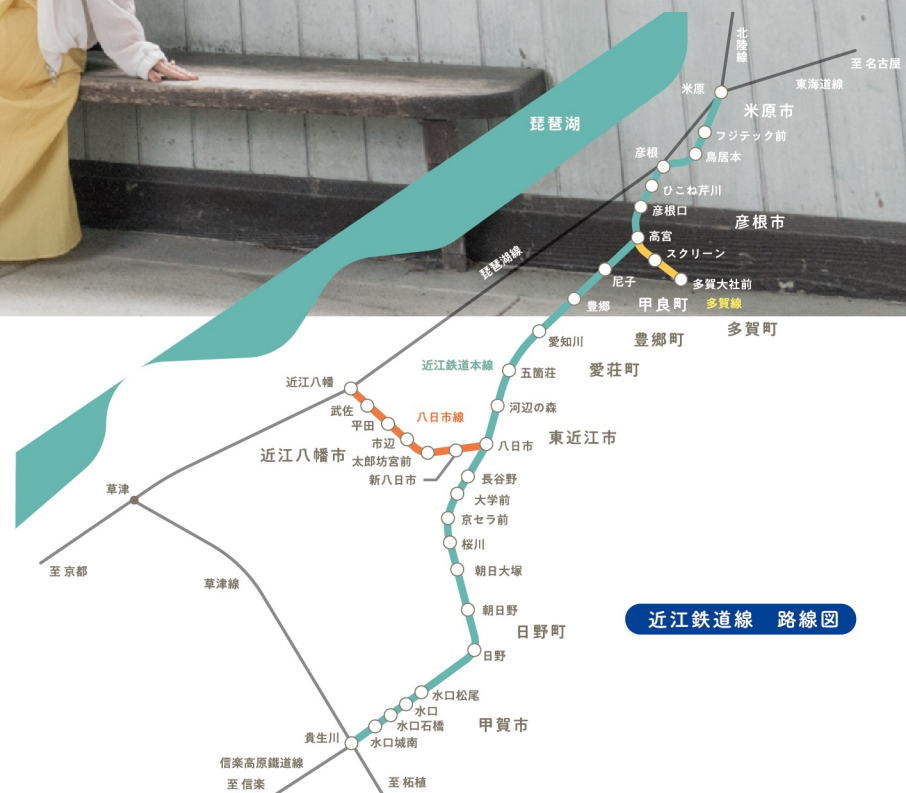 北陸線
至 名古屋
東海道線
米原
米原市
琵琶湖
フジテック前
鳥居本
彦根
ひこね芹川
彦根口
彦根市
高宮
スクリーン
琵琶湖線
尼子
多賀大社前
甲良町
多賀線
豊郷
多賀町
豊郷町
愛知川
近江鉄道本線
五箇荘
愛荘町
近江八幡
武佐
河辺の森
八日市線
平田
市辺
八日市
東近江市
近江八幡市
太郎坊宮前
新八日市
長谷野
草津
大学前
京セラ前
桜川
至 京都
朝日大塚
草津線
朝日野
近江鉄道線 路線図
日野町
日野
水口松尾
水口
水口石橋
甲賀市
貴生川
水口城南
信楽高原鐵道線
至 信楽
至 柘植